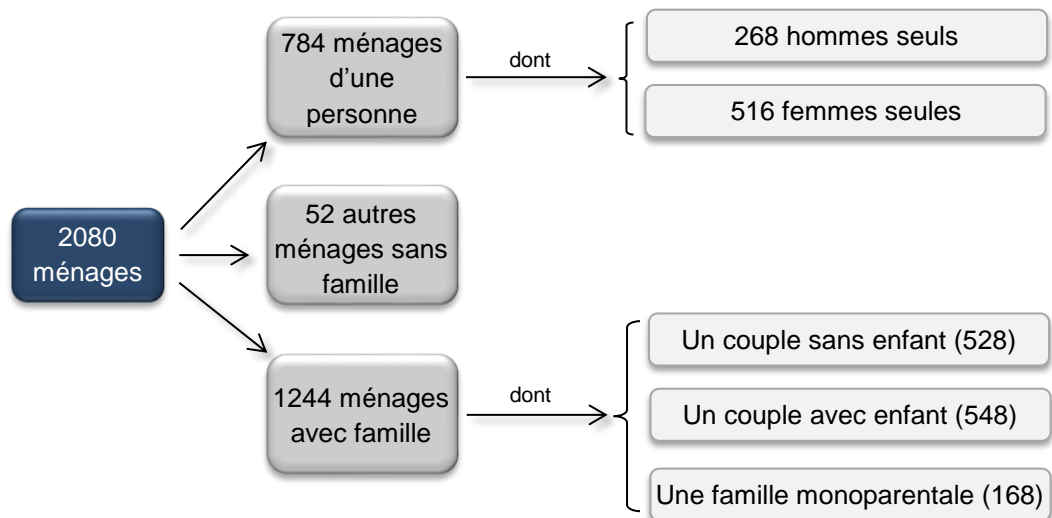 2080
ménages
784 ménages
d’une
personne
dont
268 hommes seuls
516 femmes seules
52 autres
ménages sans
famille
1244 ménages
avec famille
dont
Un couple sans enfant (528)
Un couple avec enfant (548)
Une famille monoparentale (168)